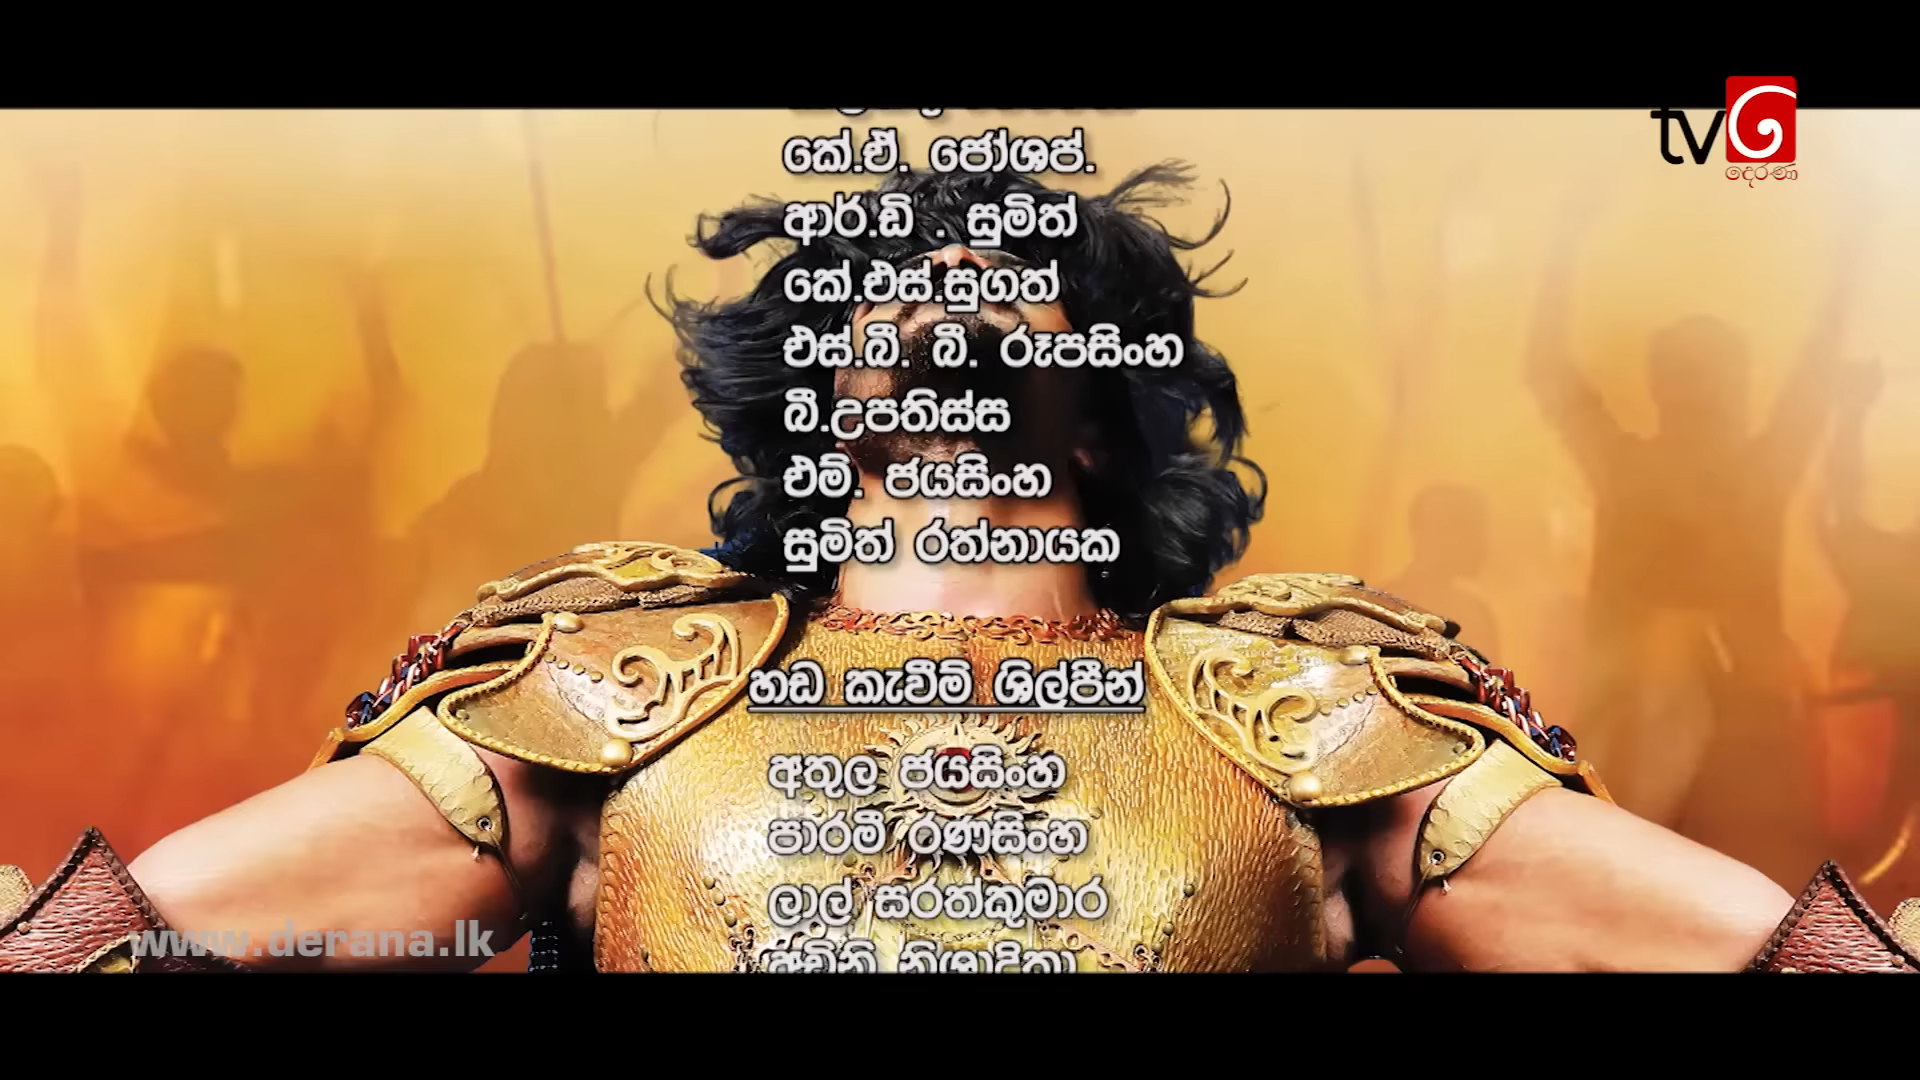 tv
දෙරණ
කේ.ඒ. ජෝශප්.
ආර්.ඩි . සුමිත්
කේ.එස්.සුගත්
එස්.බී. බී. රූපසිංහ
බී.උපතිස්ස
එම්. ජයසිංහ
සුමිත් රත්නායක
හඩ කැවීම් ශිල්පීන්
අතුල ජයසිංහ
පාරමී රණසිංහ
ලාල් සරත්කුමාර
www.derana.lk